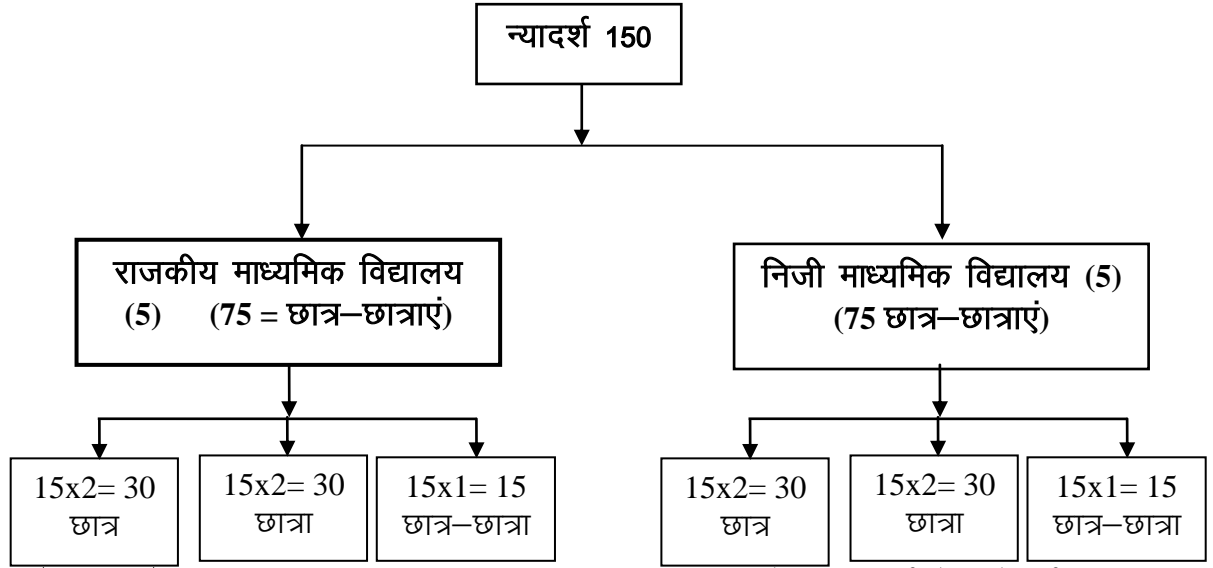 न्यादर्श 150
राजकीय माध्यमिक विद्यालय
(5) (75 = छात्र–छात्राएं)
निजी माध्यमिक विद्यालय (5)
(75 छात्र–छात्राएं)
15x2= 30
छात्र
15x2= 30
छात्रा
15x1= 15
छात्र–छात्रा
15x2= 30
छात्र
15x2= 30
छात्रा
15x1= 15
छात्र–छात्रा